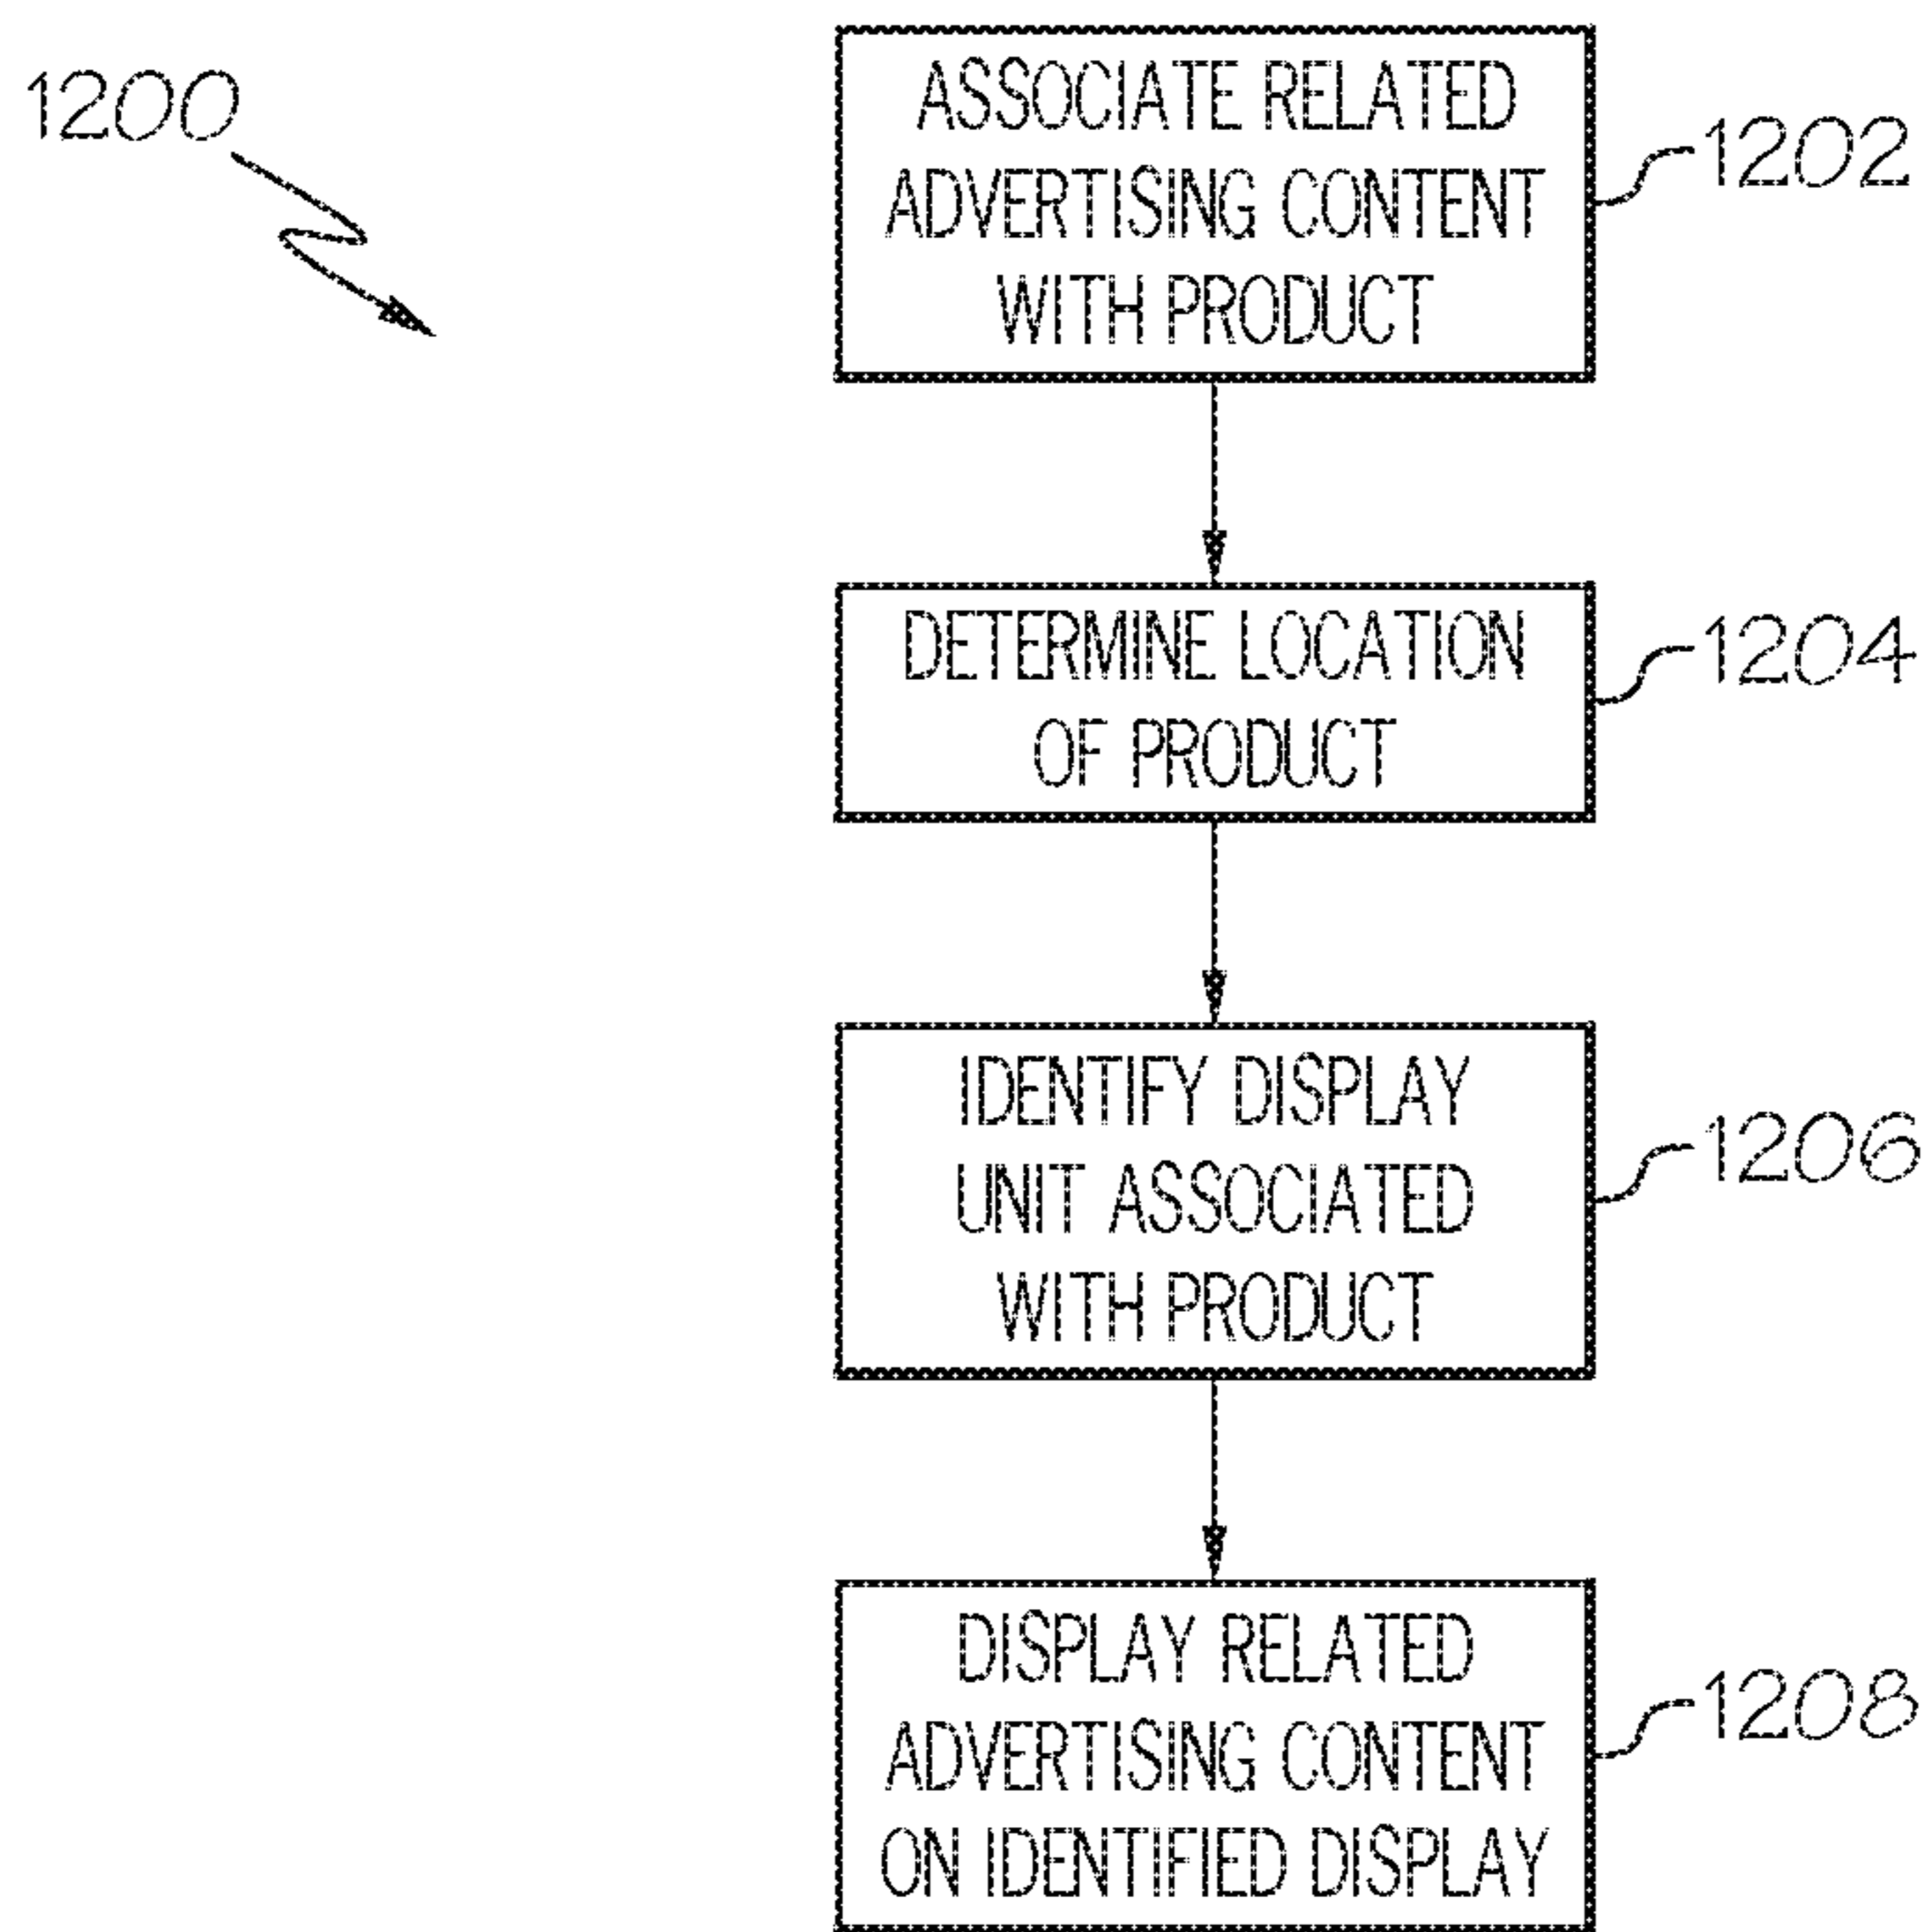 1200
ASSOCIATE RELATED
ADVERTISING CONTENT
WITH PRODUCT
1202
DETERMINE LOCATION
OF PRODUCT
1204
IDENTIFY DISPLAY
UNIT ASSOCIATED
WITH PRODUCT
1206
DISPLAY RELATED
ADVERTISING CONTENT
ON IDENTIFIED DISPLAY
1208